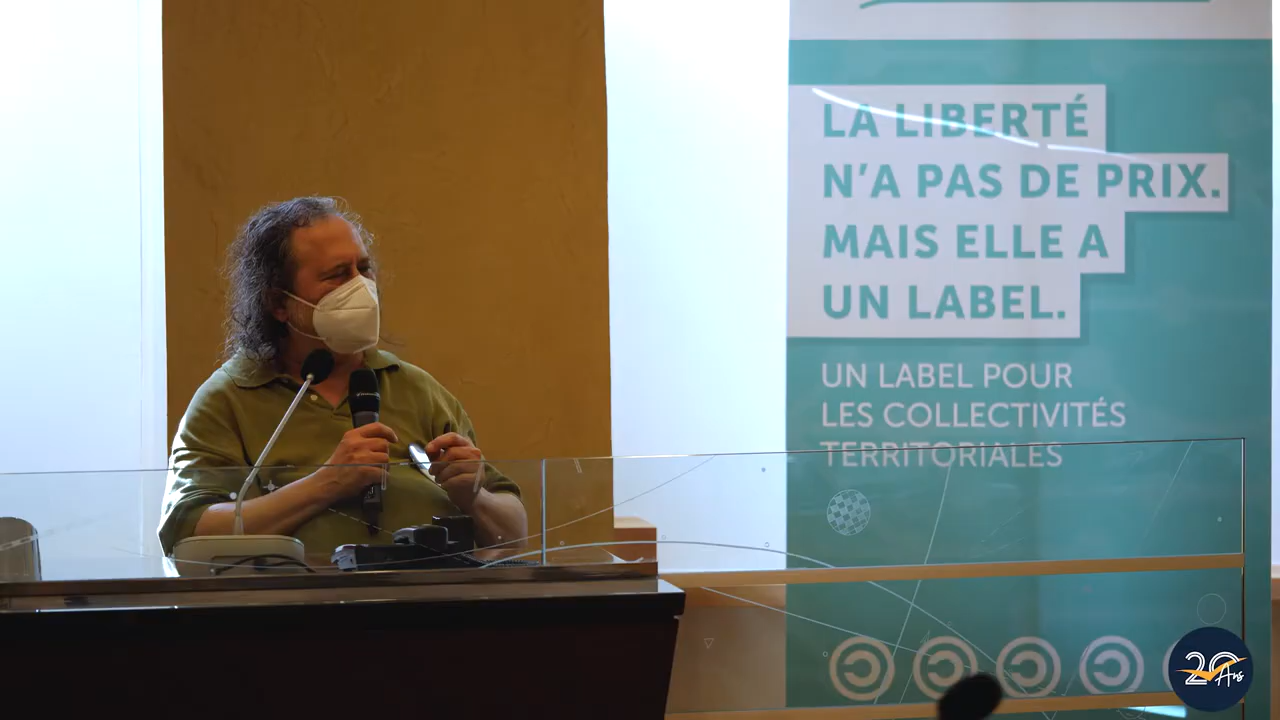 LA LIBERTÉ
N'A PAS DE PRIX.
MAIS ELLE A
UN LABEL.
UN LABEL POUR
LES COLLECTIVITÉS
TERRITORIALES
20
Ans